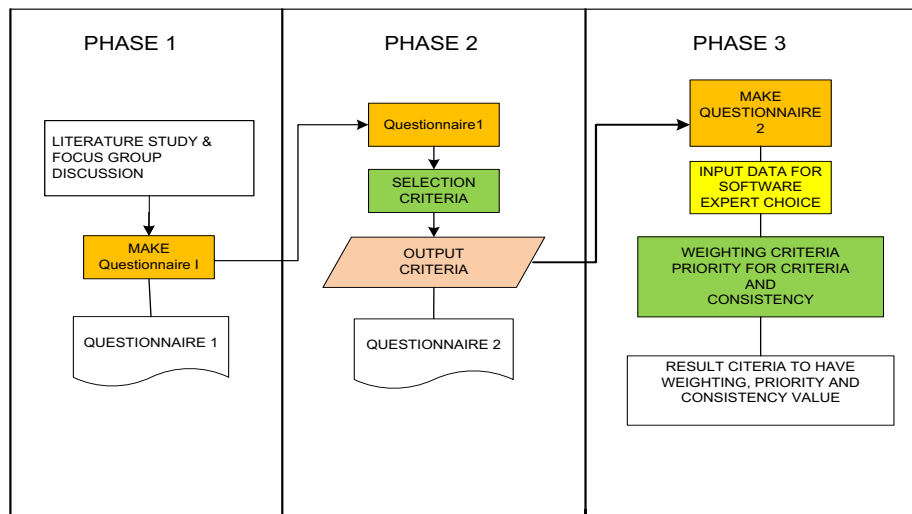 PHASE 1
LITERATURE STUDY &
FOCUS GROUP
DISCUSSION
MAKE
Questionnaire I
QUESTIONNAIRE 1
PHASE 2
Questionnaire1
SELECTION
CRITERIA
OUTPUT
CRITERIA
QUESTIONNAIRE 2
PHASE 3
MAKE
QUESTIONNAIRE
2
INPUT DATA FOR
SOFTWARE
EXPERT CHOICE
WEIGHTING CRITERIA
PRIORITY FOR CRITERIA
AND
CONSISTENCY
RESULT CITERIA TO HAVE
WEIGHTING, PRIORITY AND
CONSISTENCY VALUE